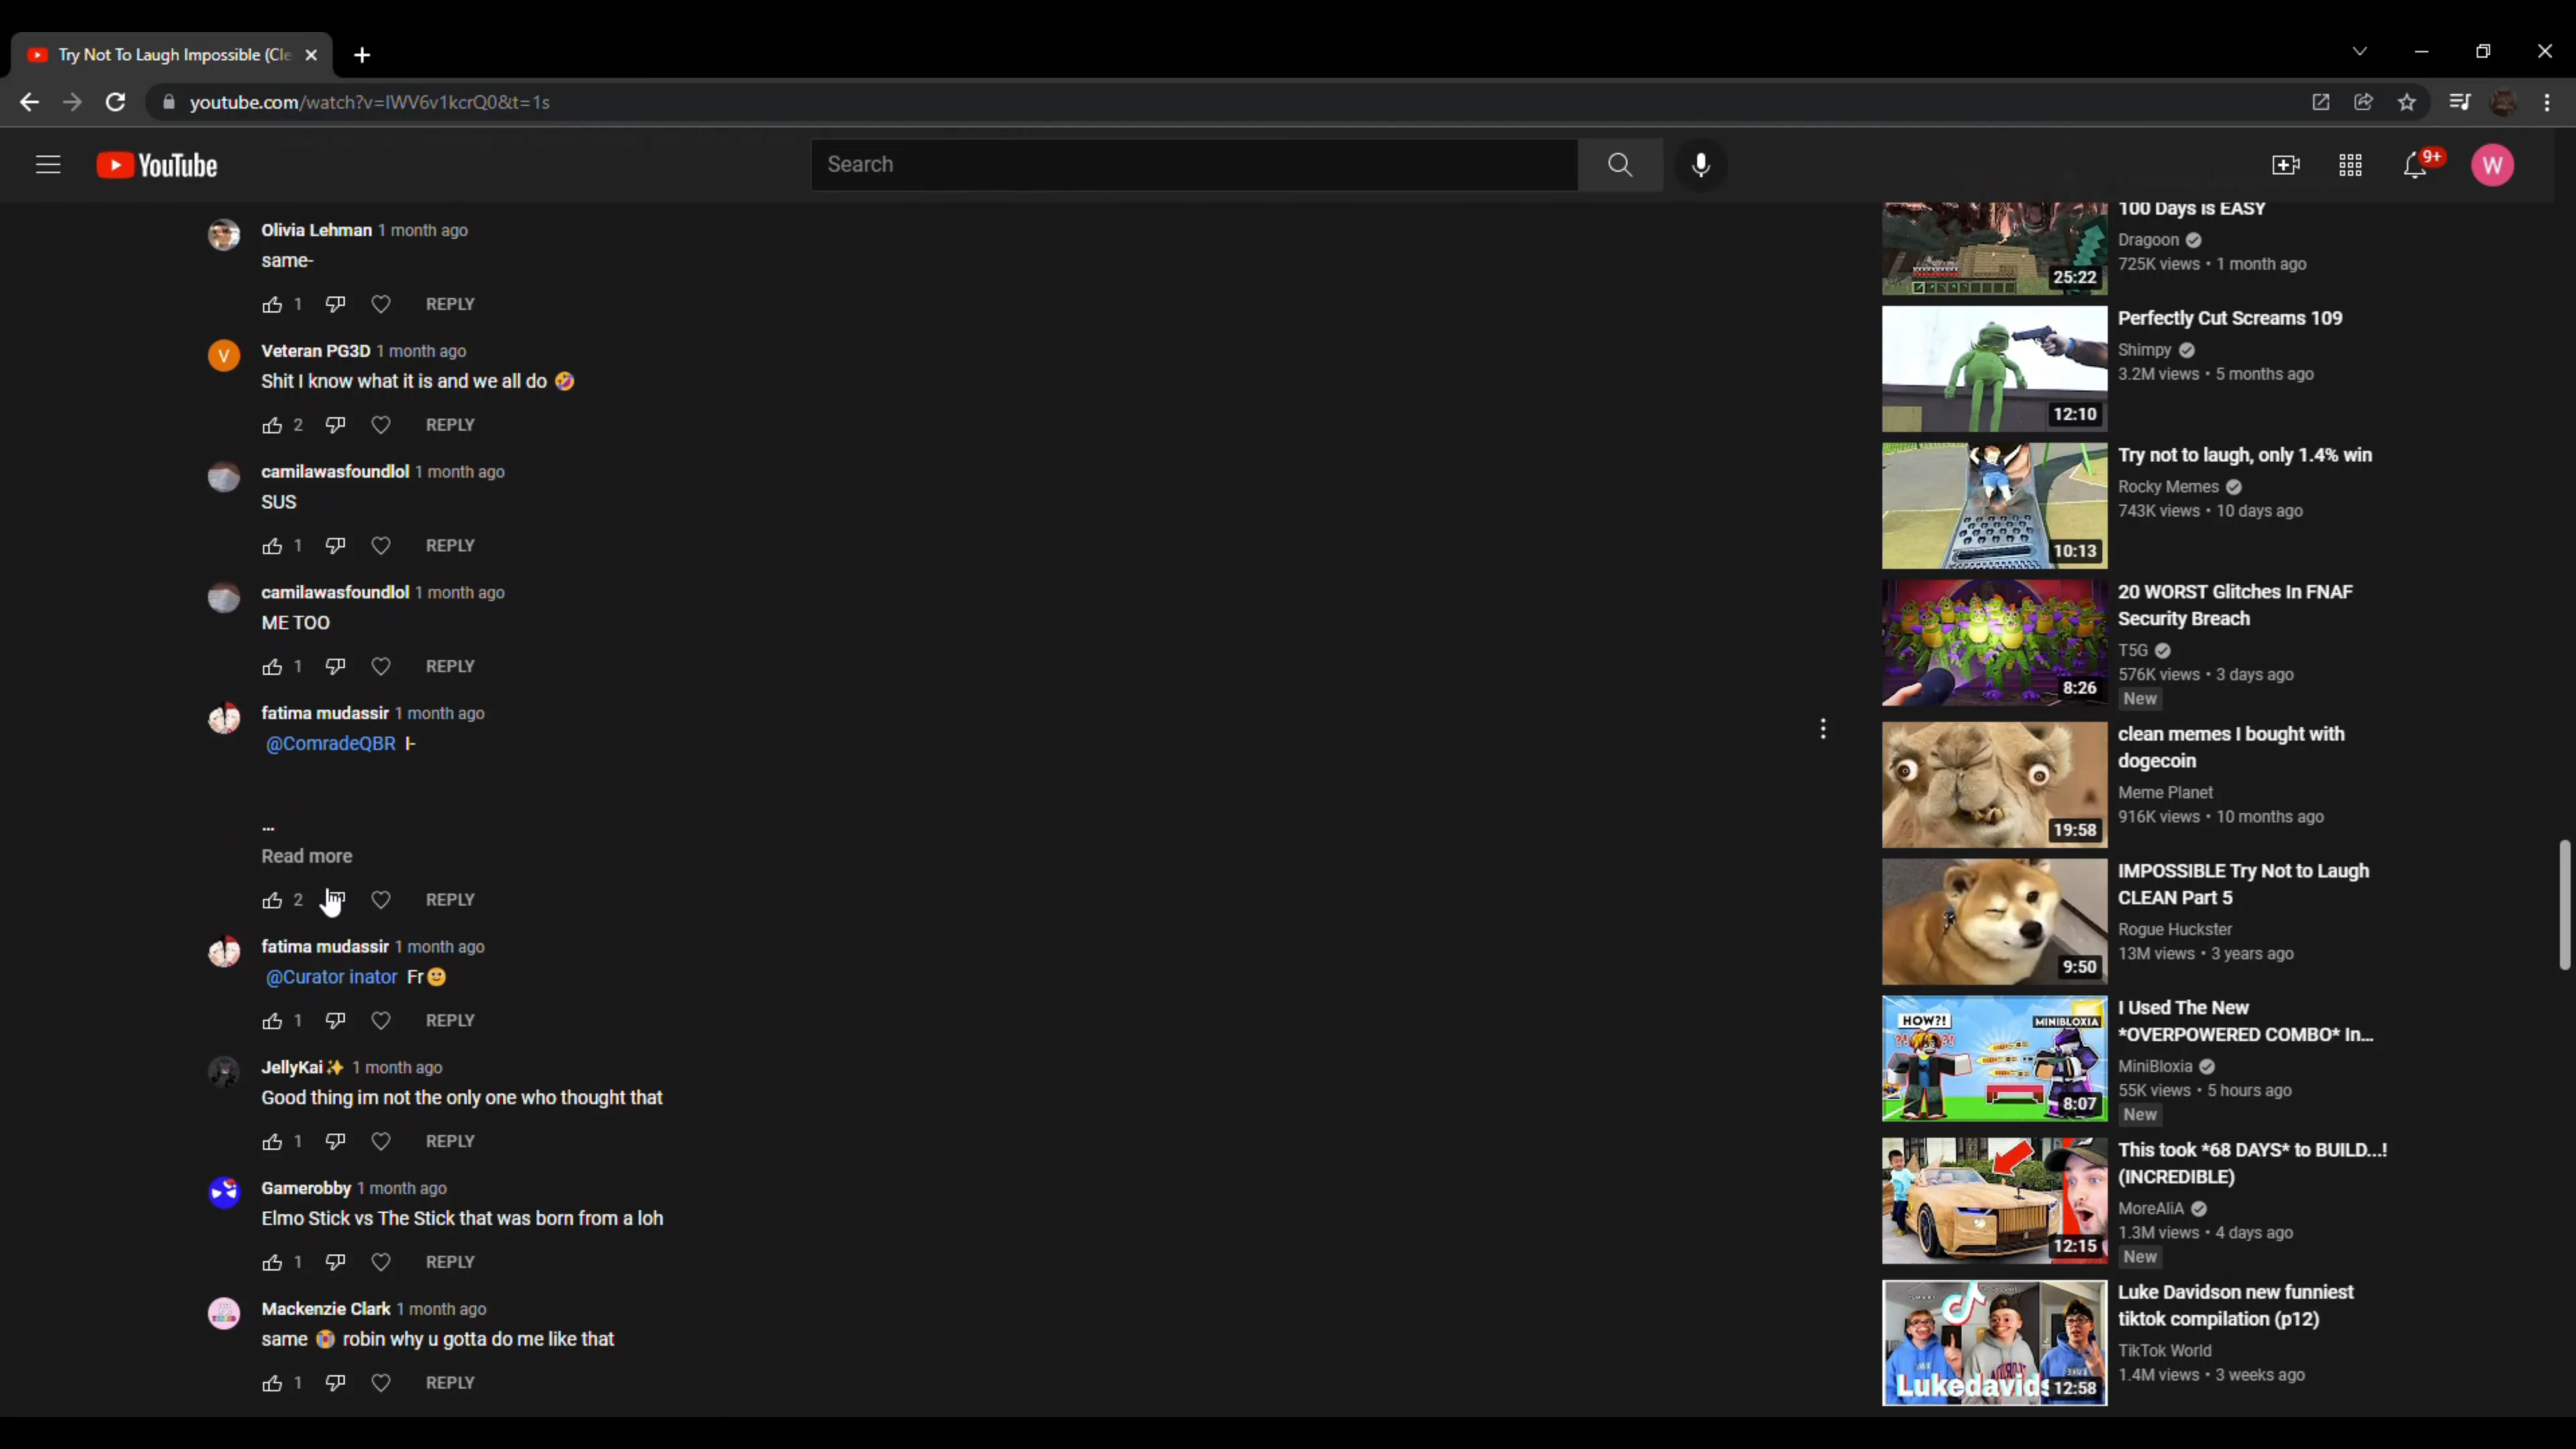 Try Not To Laugh Impossible (Cle
youtube.com/watch?v=IWV6v1kcrQ0&t=1s
YouTube
Search
9+
W
Olivia Lehman 1 month ago
same-
1 REPLY
V
Veteran PG3D 1 month ago
Shit I know what it is and we all do 🤣
2 REPLY
camilawasfoundlol 1 month ago
SUS
1 REPLY
camilawasfoundlol 1 month ago
ME TOO
1 REPLY
fatima mudassir 1 month ago
@ComradeQBR I-
...
Read more
2 REPLY
fatima mudassir 1 month ago
@Curator inator Fr🙂
1 REPLY
JellyKai✨ 1 month ago
Good thing im not the only one who thought that
1 REPLY
Gamerobby 1 month ago
Elmo Stick vs The Stick that was born from a loh
1 REPLY
Mackenzie Clark 1 month ago
same 😭 robin why u gotta do me like that
1 REPLY
100 Days is EASY
Dragoon
725K views • 1 month ago
25:22
Perfectly Cut Screams 109
Shimpy
3.2M views • 5 months ago
12:10
Try not to laugh, only 1.4% win
Rocky Memes
743K views • 10 days ago
10:13
20 WORST Glitches In FNAF
Security Breach
T5G
576K views • 3 days ago
New
8:26
clean memes I bought with
dogecoin
Meme Planet
916K views • 10 months ago
19:58
IMPOSSIBLE Try Not to Laugh
CLEAN Part 5
Rogue Huckster
13M views • 3 years ago
9:50
I Used The New
*OVERPOWERED COMBO* In...
MiniBloxia
55K views • 5 hours ago
New
HOW?!
MINIBLOXIA
8:07
This took *68 DAYS* to BUILD...!
(INCREDIBLE)
MoreAliA
1.3M views • 4 days ago
New
12:15
Luke Davidson new funniest
tiktok compilation (p12)
TikTok World
1.4M views • 3 weeks ago
Lukedavids
12:58